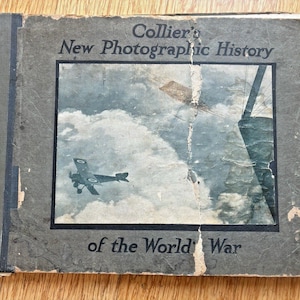 Collier's
New Photographic History
of the World's War